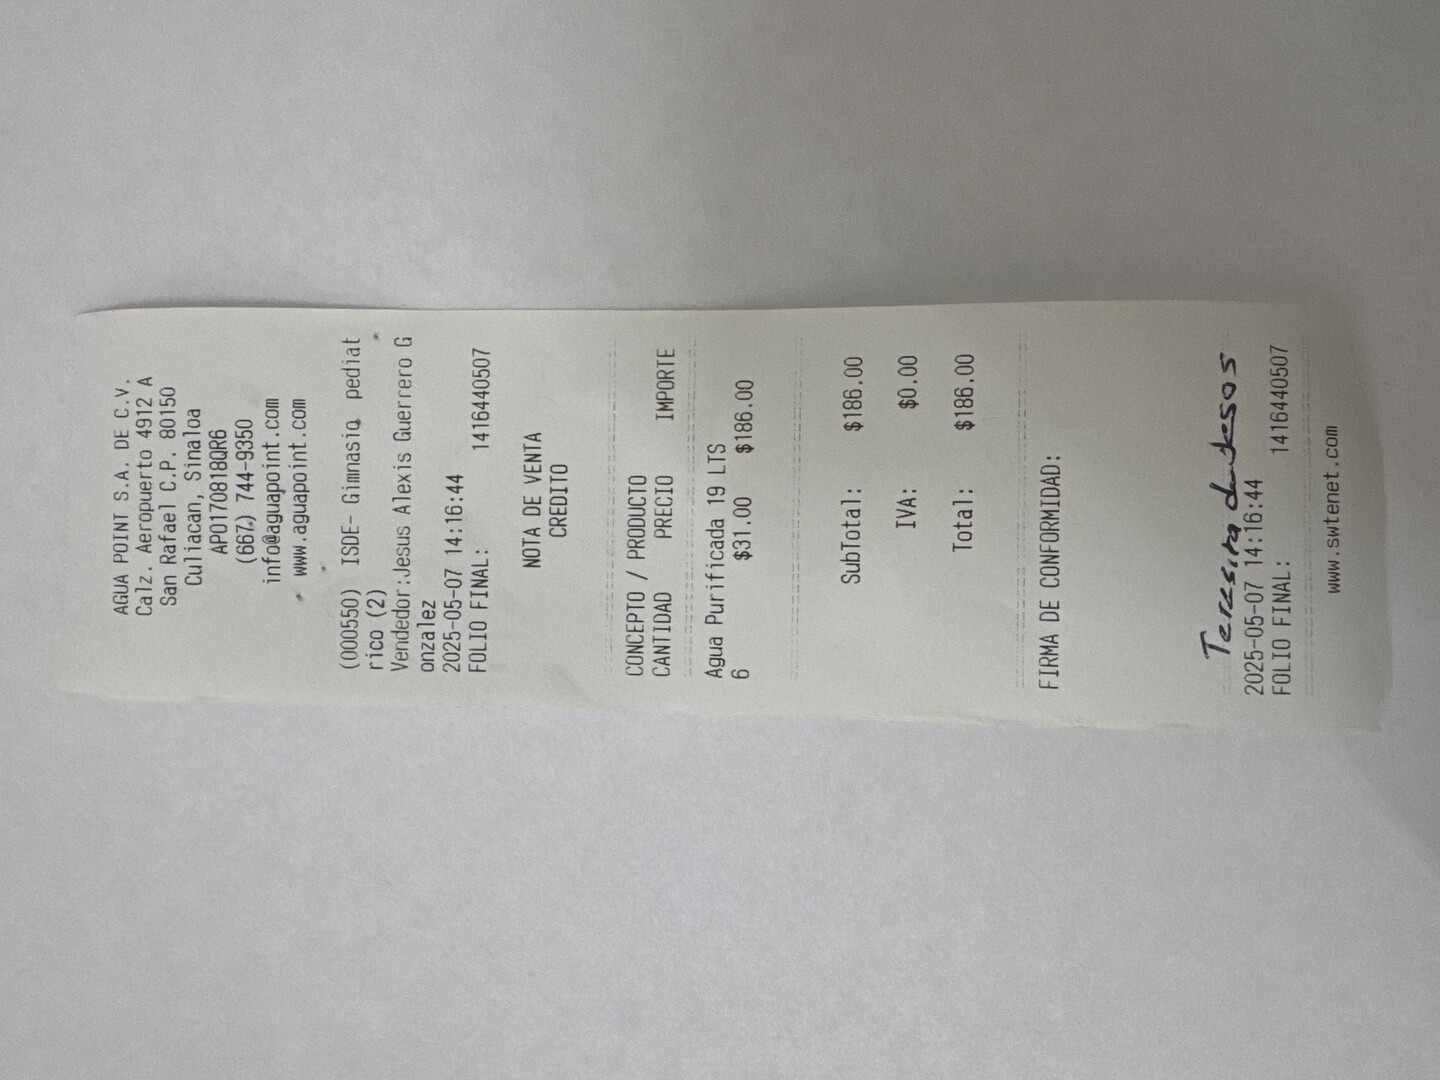 AGUA POINT S.A. DE C.V.
Calz. Aeropuerto 4912 A
San Rafael C.P. 80150
Culiacan, Sinaloa
APO170818QR6
(667) 744-9350
info@aguapoint.com
www.aguapoint.com
(000550) ISDE- Gimnasio pediat
rico (2)
Vendedor:Jesus Alexis Guerrero G
onzalez
2025-05-07 14:16:44
FOLIO FINAL: 1416440507
NOTA DE VENTA
CREDITO
CONCEPTO / PRODUCTO
CANTIDAD PRECIO IMPORTE
Agua Purificada 19 LTS
6 $31.00 $186.00
SubTotal: $186.00
IVA: $0.00
Total: $186.00
FIRMA DE CONFORMIDAD:
Teresita
2025-05-07 14:16:44
FOLIO FINAL: 1416440507
www.swtenet.com